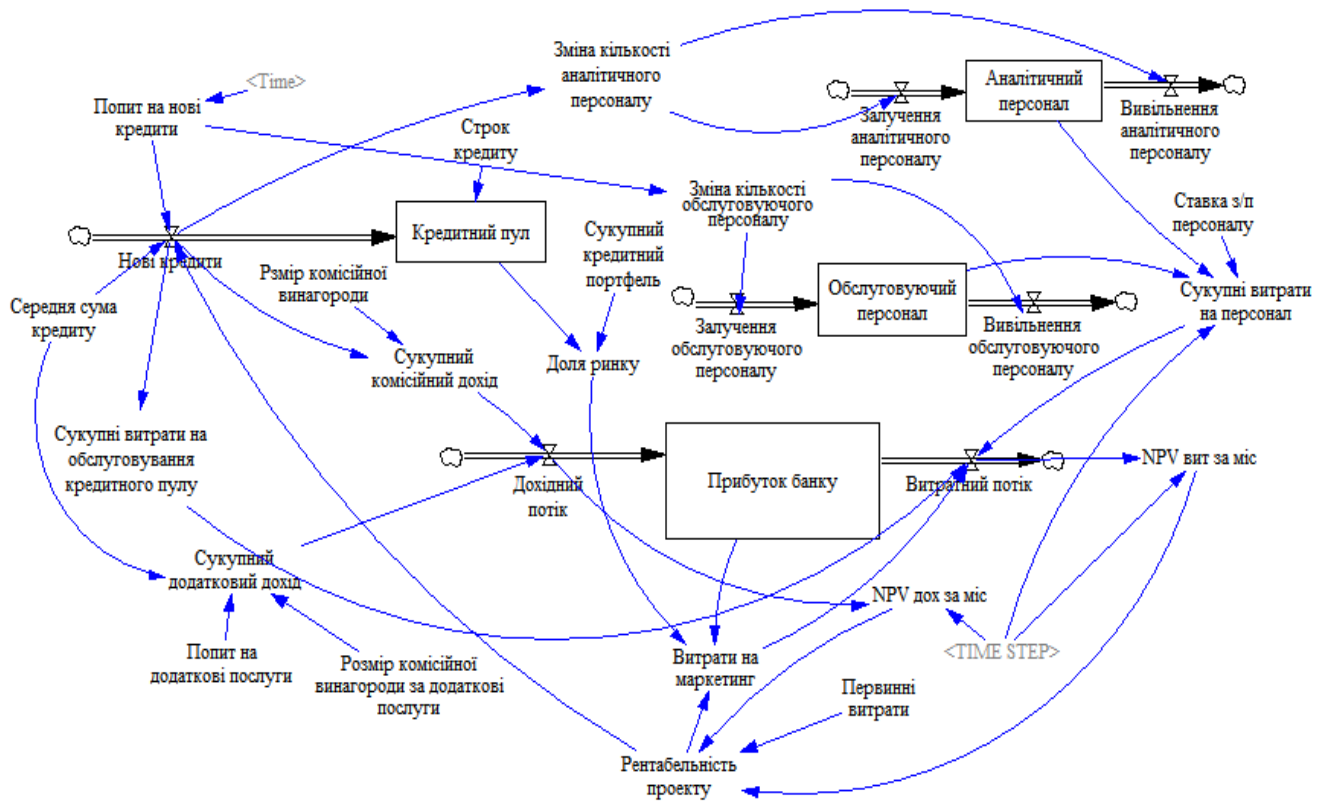 Зміна кількості
аналітичного
персоналу
<Time>
Попит на нові
кредити
Аналітичний
персонал
Залучення
аналітичного
персоналу
Вивільнення
аналітичного
персоналу
Строк
кредиту
Зміна кількості
обслуговуючого
персоналу
Ставка з/п
персоналу
Кредитний пул
Сукупний
кредитний
портфель
Нові кредити
Рзмір комісійної
винагороди
Обслуговуючий
персонал
Сукупні витрати
на персонал
Середня сума
кредиту
Залучення
обслуговуючого
персоналу
Вивільнення
обслуговуючого
персоналу
Сукупний
комісійний дохід
Доля ринку
Сукупні витрати на
обслуговування
кредитного пулу
Дохідний
потік
Прибуток банку
Витратний потік
NPV вит за міс
Сукупний
додатковий дохід
NPV дох за міс
<TIME STEP>
Попит на
додаткові послуги
Розмір комісійної
винагороди за додаткові
послуги
Витрати на
маркетинг
Первинні
витрати
Рентабельність
проекту